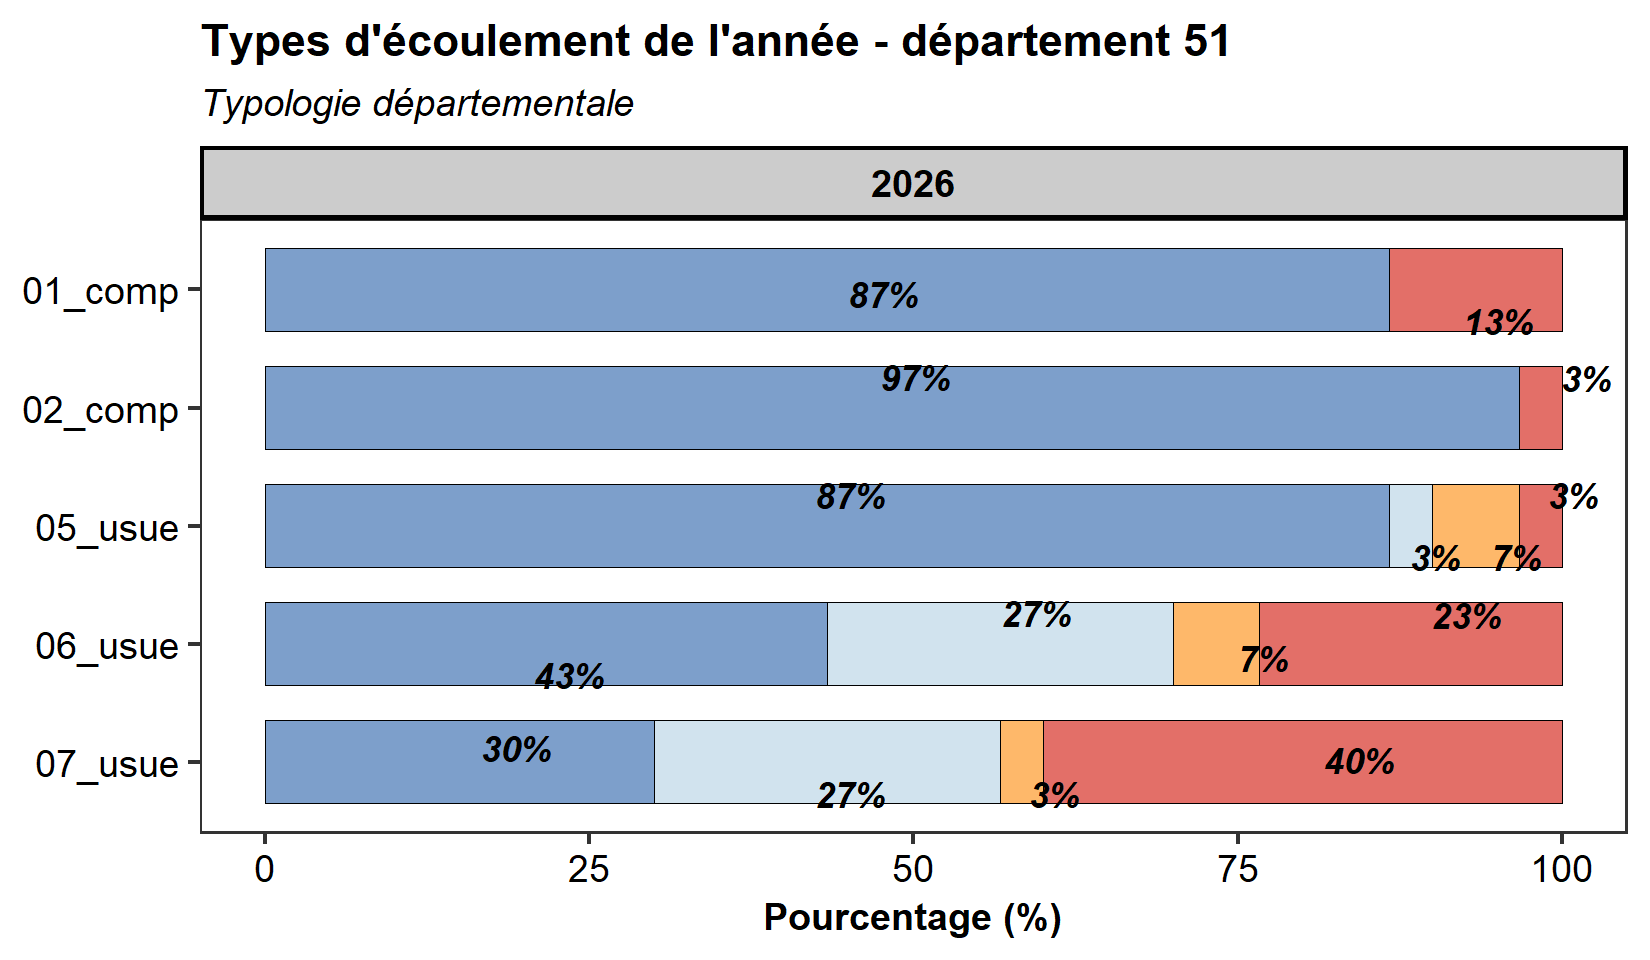 Types d'écoulement de l'année - département 51
Typologie départementale
2026
01_comp 87% 13%
02_comp 97% 3%
05_usue 87% 3% 7% 3%
06_usue 43% 27% 7% 23%
07_usue 30% 27% 3% 40%
0 25 50 75 100
Pourcentage (%)